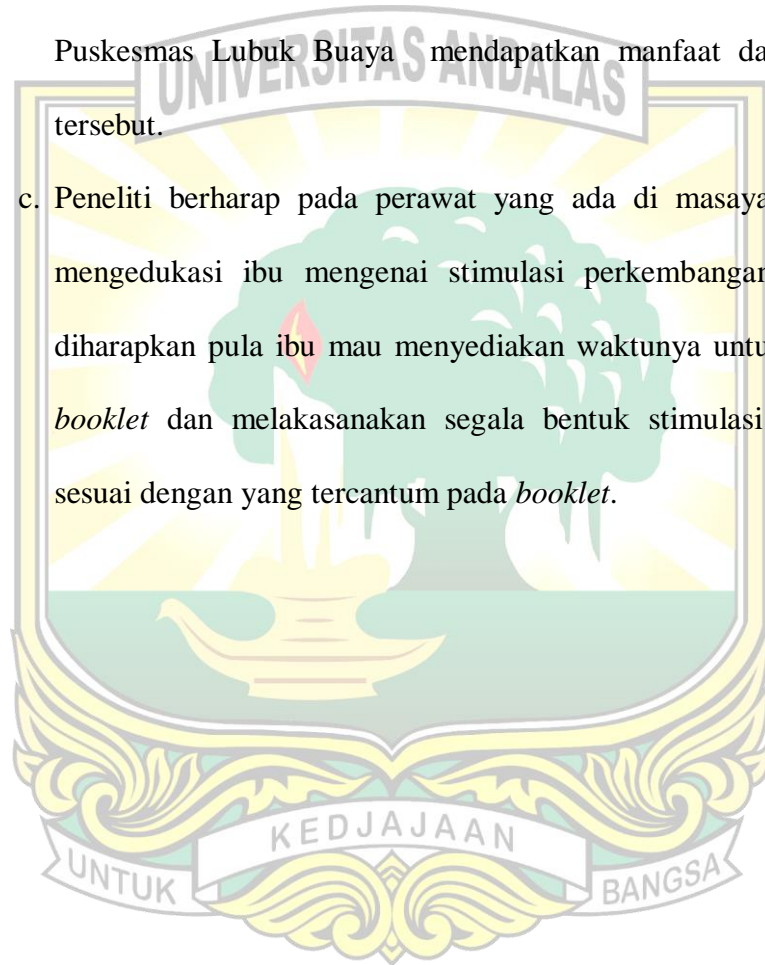 Puskesmas Lubuk Buaya mendapatkan manfaat da
UNIVERSITAS ANDALAS
tersebut.
c. Peneliti berharap pada perawat yang ada di masaya
mengedukasi ibu mengenai stimulasi perkembangan
diharapkan pula ibu mau menyediakan waktunya untu
booklet dan melakasanakan segala bentuk stimulasi
sesuai dengan yang tercantum pada booklet.
UNTUK KEDJAJAAN BANGSA